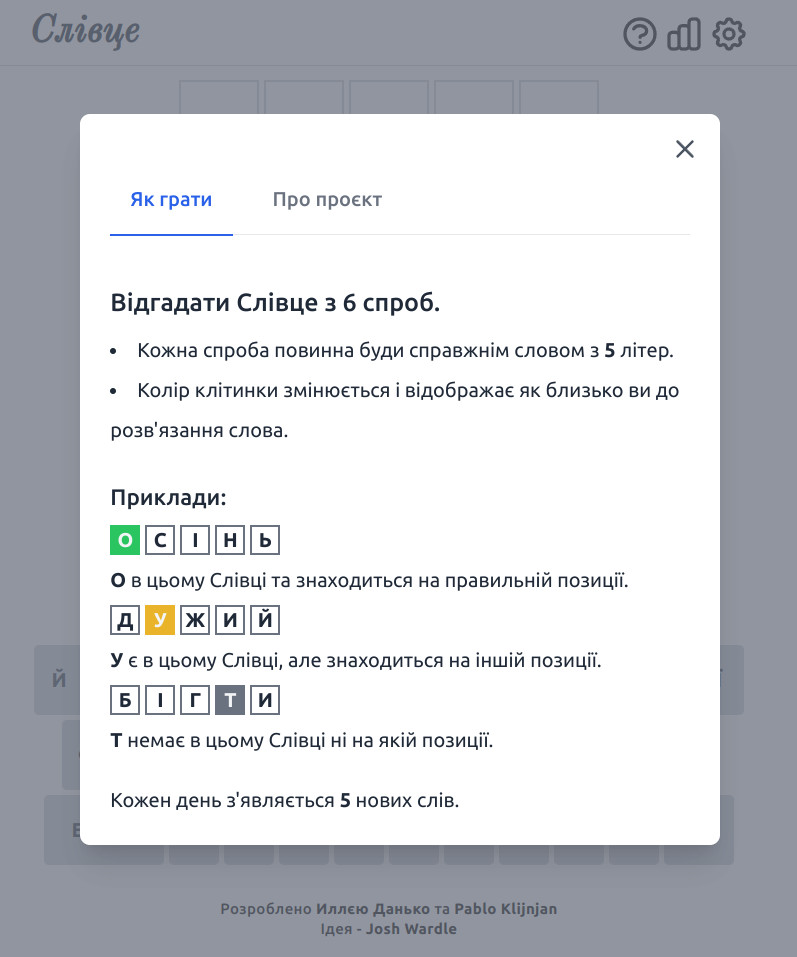 Слівце
Як грати
Про проєкт
Відгадати Слівце з 6 спроб.
• Кожна спроба повинна буди справжнім словом з 5 літер.
• Колір клітинки змінюється і відображає як близько ви до
розв'язання слова.
Приклади:
О С І Н Ь
О в цьому Слівці та знаходиться на правильній позиції.
Д У Ж И Й
У є в цьому Слівці, але знаходиться на іншій позиції.
Б І Г Т И
Т немає в цьому Слівці ні на якій позиції.
Й
Кожен день з'являється 5 нових слів.
Розроблено Иллєю Данько та Pablo Klijnjan
Ідея - Josh Wardle